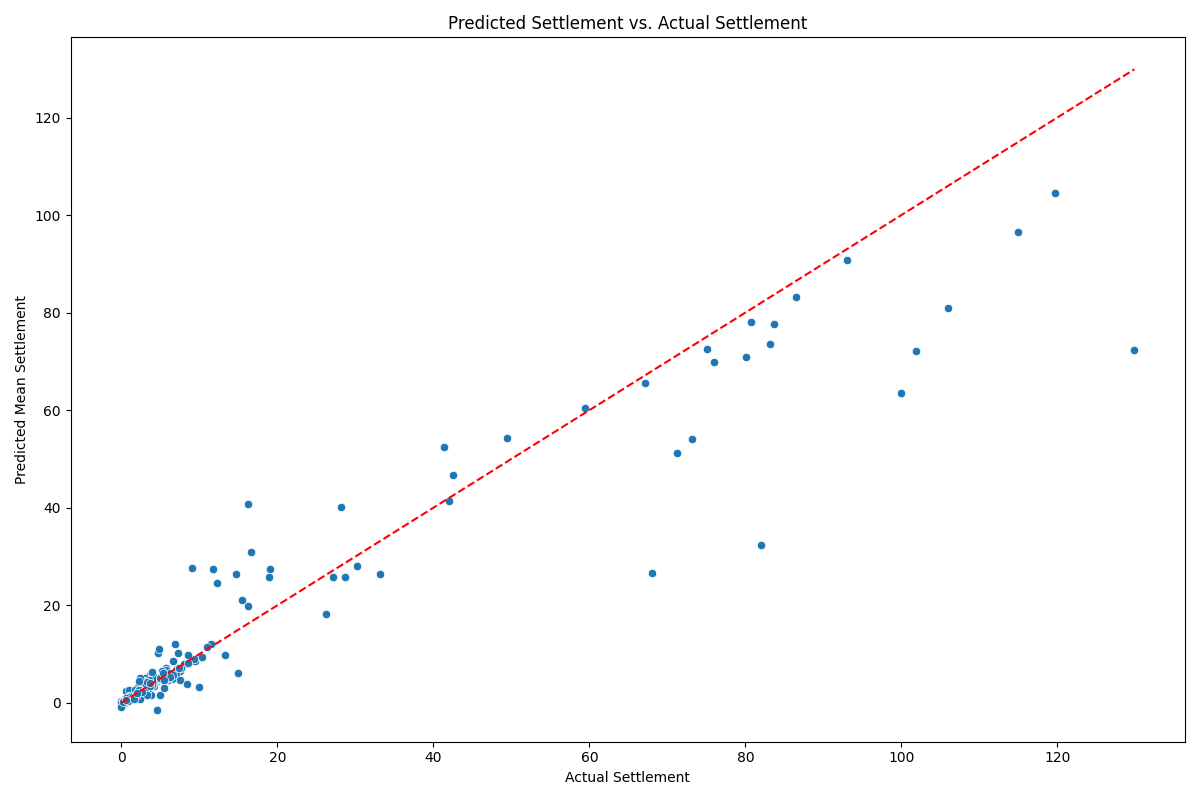 Predicted Settlement vs. Actual Settlement
Predicted Mean Settlement
120
100
80
60
40
20
0
0 20 40 60 80 100 120
Actual Settlement